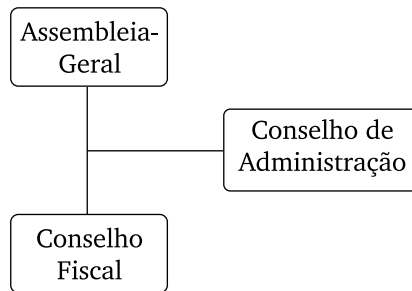 Assembleia-
Geral
Conselho de
Administração
Conselho
Fiscal